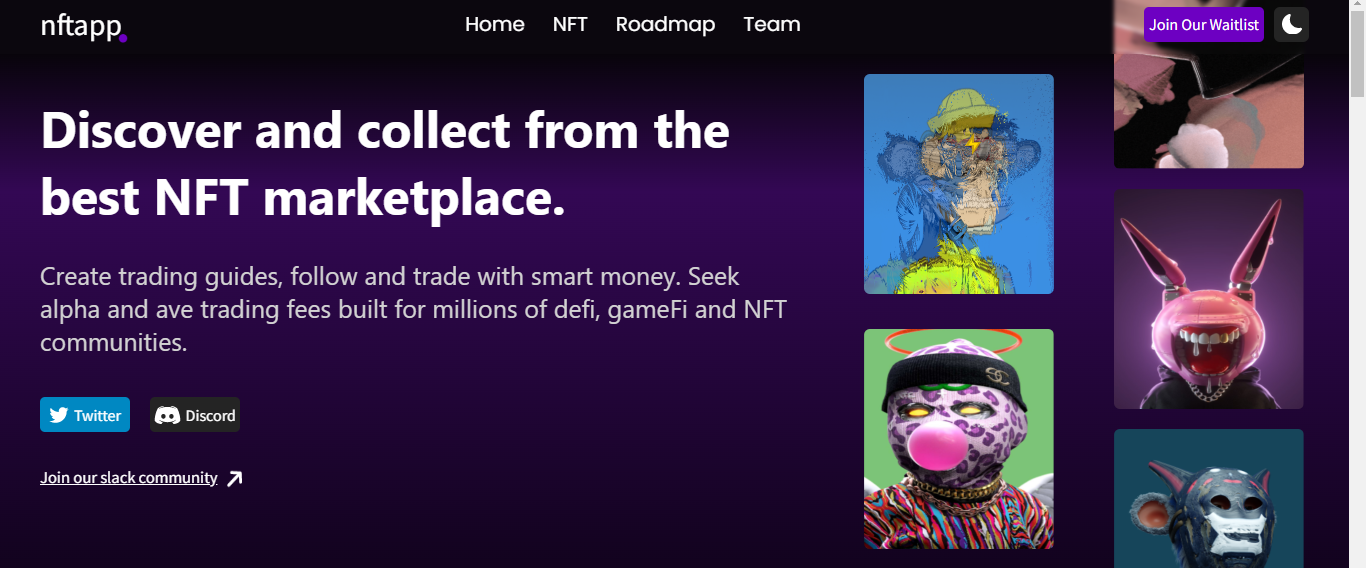 nftapp
Home NFT Roadmap Team
Join Our Waitlist
Discover and collect from the
best NFT marketplace.
Create trading guides, follow and trade with smart money. Seek
alpha and ave trading fees built for millions of defi, gameFi and NFT
communities.
Twitter Discord
Join our slack community